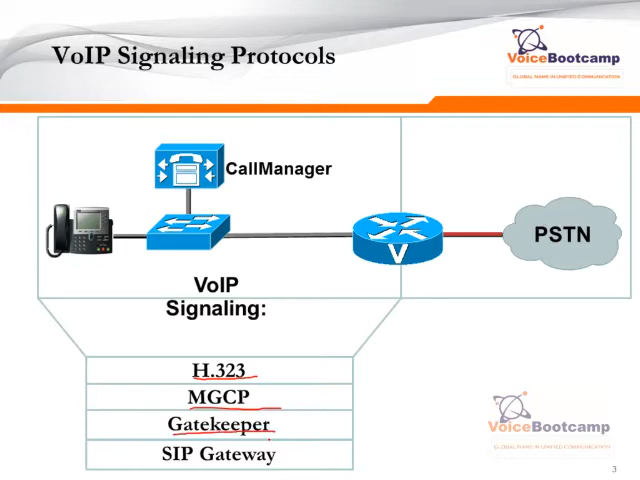 VoIP Signaling Protocols
VoiceBootcamp
GLOBAL NAME IN UNIFIED COMMUNICATION
CallManager
V
PSTN
VoIP
Signaling:
H.323
MGCP
Gatekeeper
SIP Gateway
VoiceBootcamp
GLOBAL NAME IN UNIFIED COMMUNICATION
3